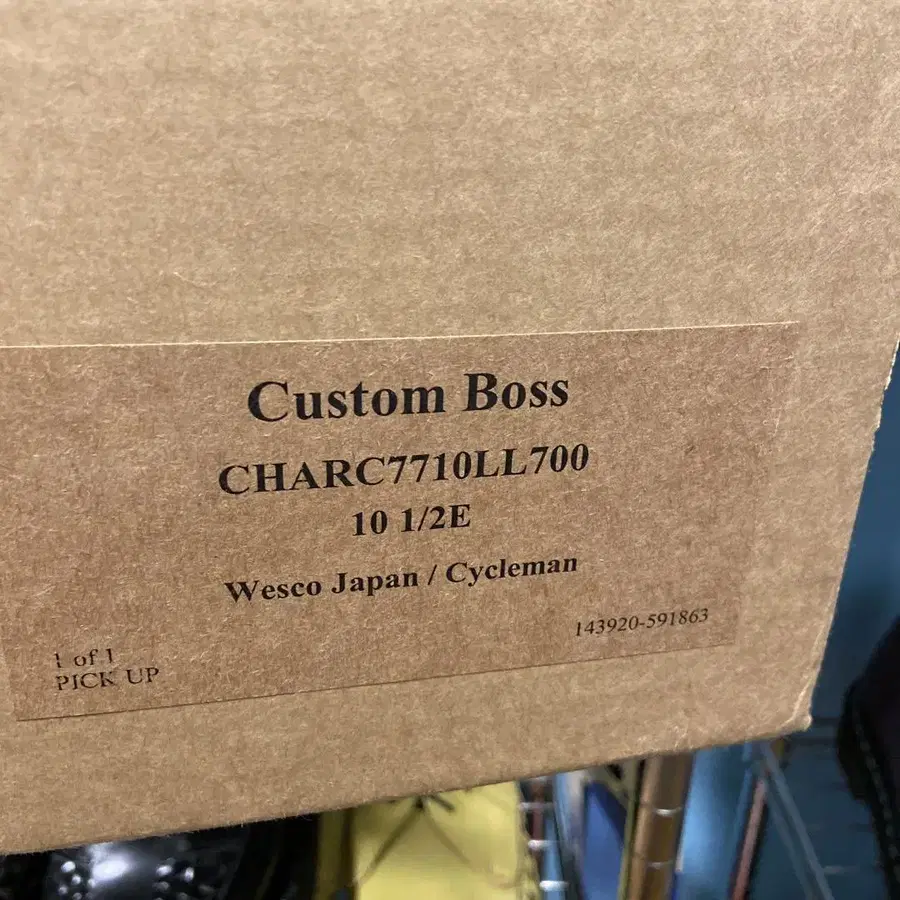 Custom Boss
CHARC7710LL700
10 1/2E
Wesco Japan / Cycleman
143920-591863
1 of 1
PICK UP